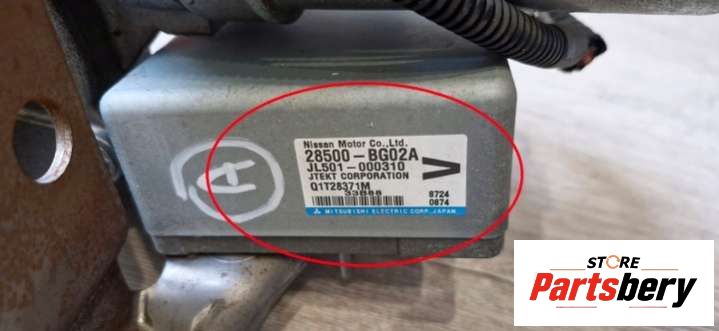 A
Nissan Motor Co.,Ltd.
28500-BG02A
JL501-000310
JTEKT CORPORATION
Q1T28371M
>
33B88
8724
0874
MITSUBISHI ELECTRIC CORP. JAPAN
STORE
Partsbery